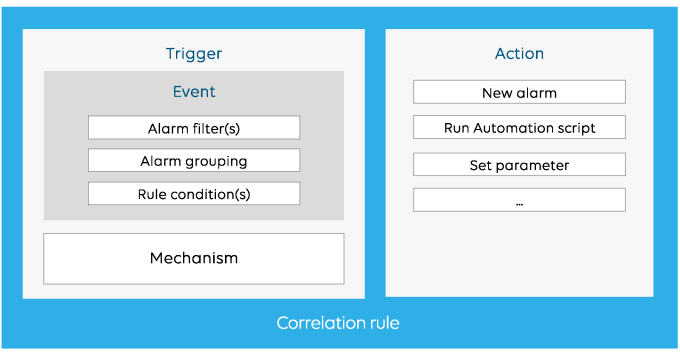 Trigger
Event
Alarm filter(s)
Alarm grouping
Rule condition(s)
Mechanism
Action
New alarm
Run Automation script
Set parameter
...
Correlation rule